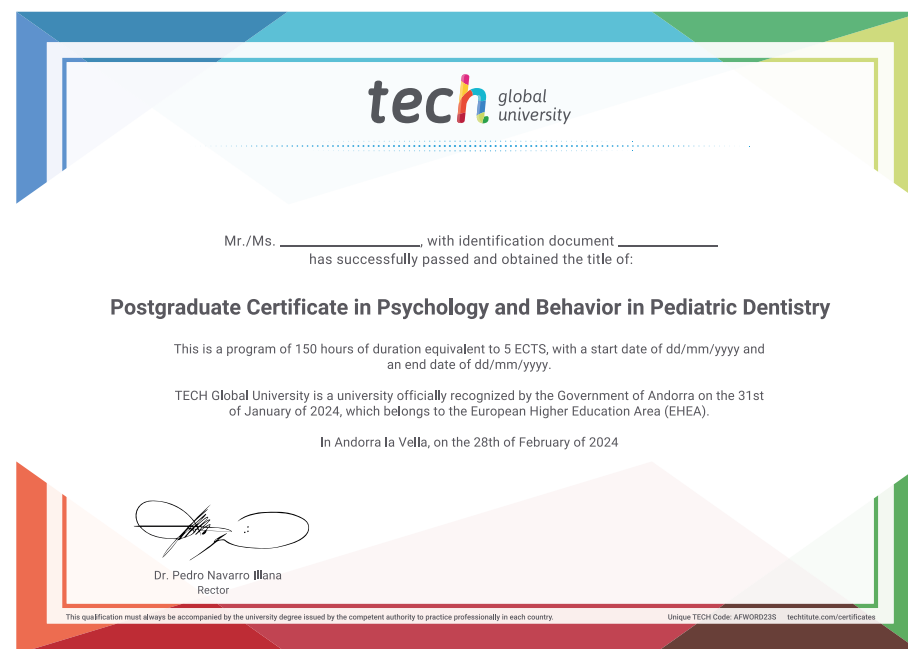 tech global
university
Mr./Ms. ____________________, with identification document ______________
has successfully passed and obtained the title of:
Postgraduate Certificate in Psychology and Behavior in Pediatric Dentistry
This is a program of 150 hours of duration equivalent to 5 ECTS, with a start date of dd/mm/yyyy and
an end date of dd/mm/yyyy.
TECH Global University is a university officially recognized by the Government of Andorra on the 31st
of January of 2024, which belongs to the European Higher Education Area (EHEA).
In Andorra la Vella, on the 28th of February of 2024
Dr. Pedro Navarro Illana
Rector
This qualification must always be accompanied by the university degree issued by the competent authority to practice professionally in each country. Unique TECH Code: AFWORD23S techtitute.com/certificates